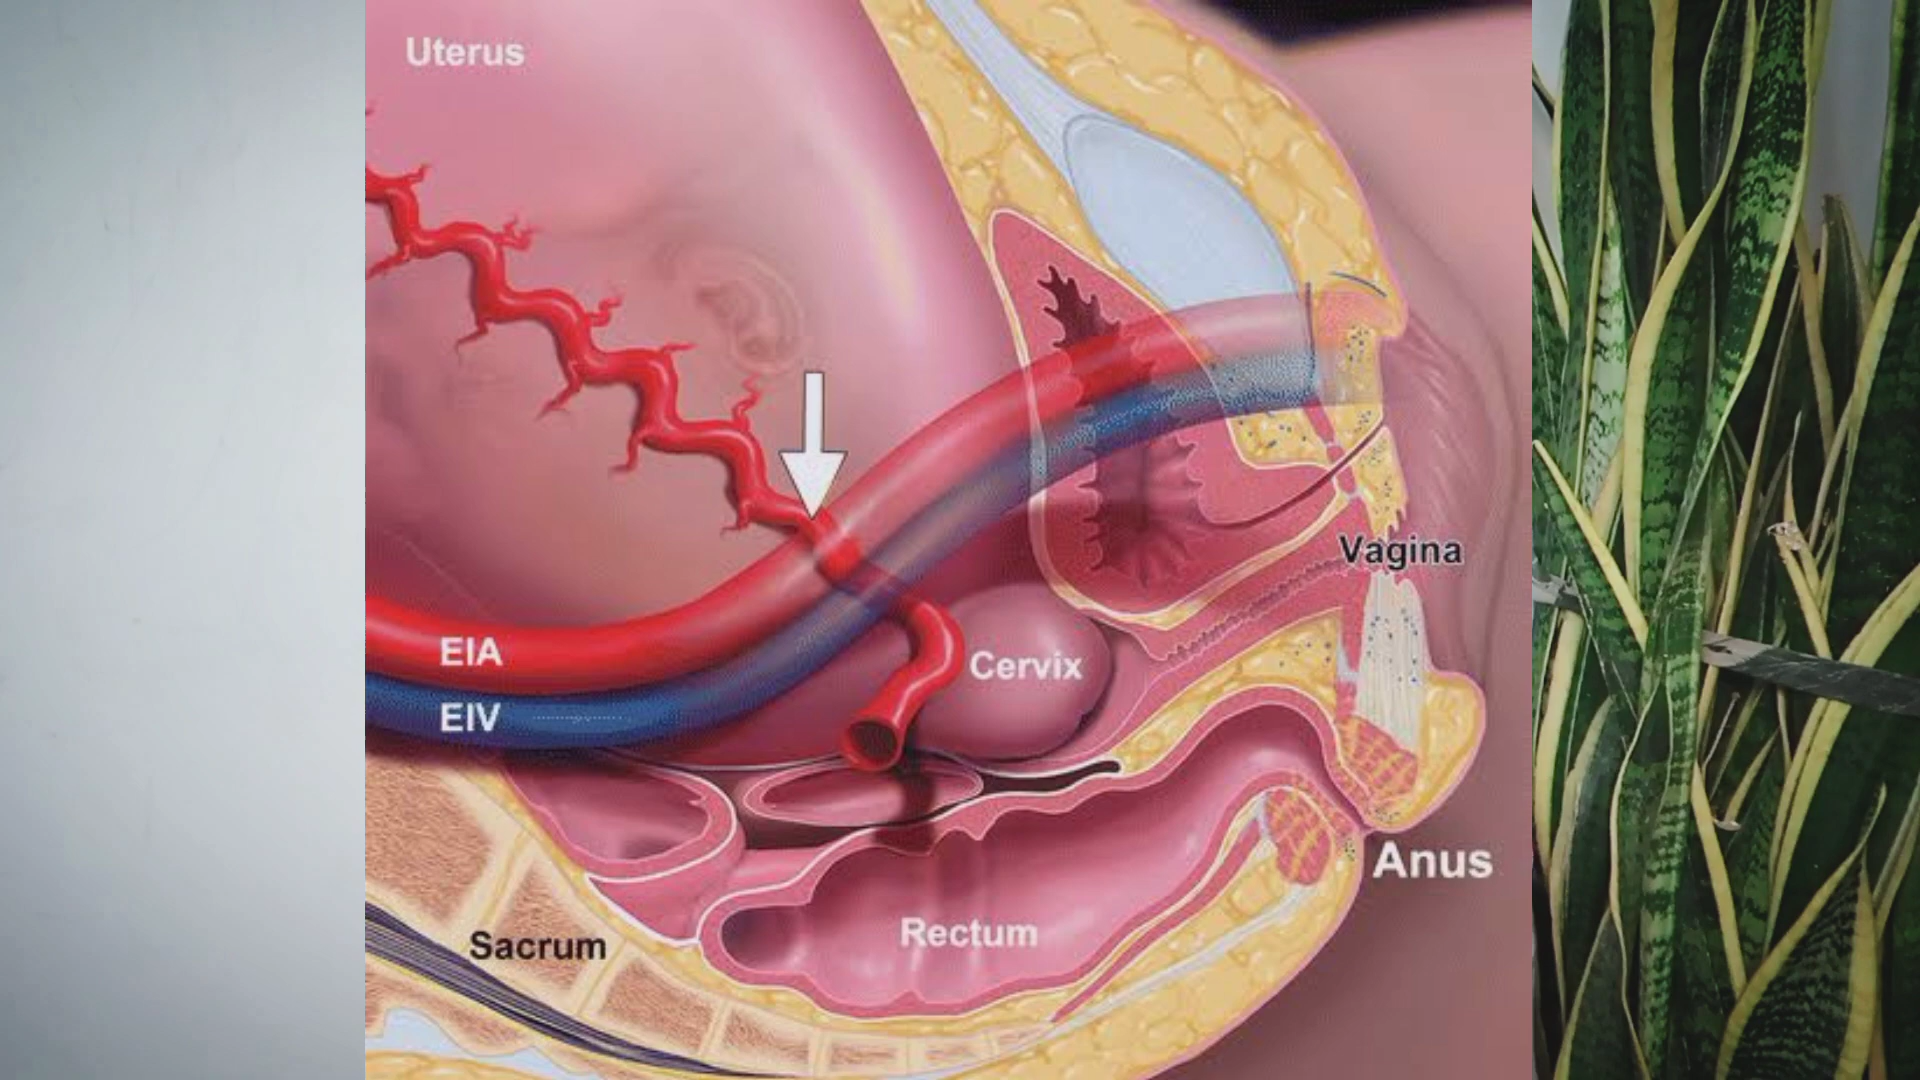 Uterus
Vagina
EIA
Cervix
EIV
Anus
Rectum
Sacrum